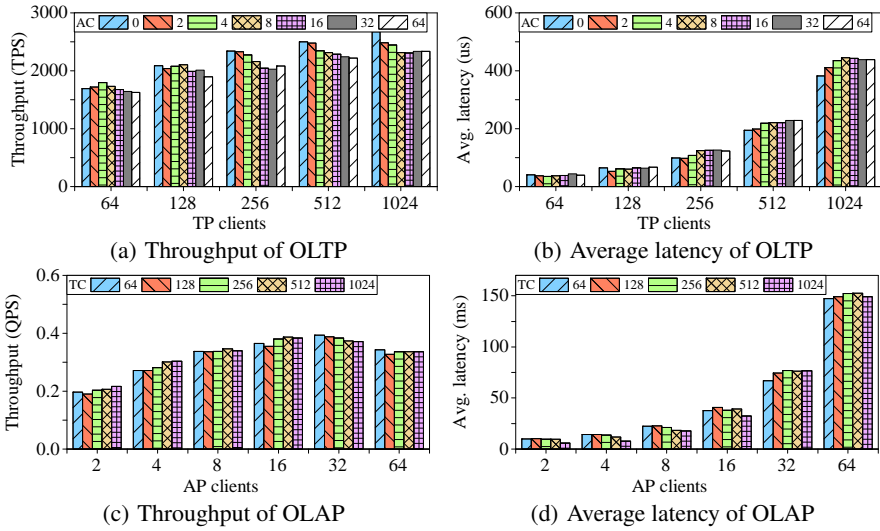 3000
2000
1000
0
Throughput (TPS)
AC 0 2 4 8 16 32 64
64 128 256 512 1024
TP clients
(a) Throughput of OLTP
600
400
200
0
Avg. latency (us)
AC 0 2 4 8 16 32 64
64 128 256 512 1024
TP clients
(b) Average latency of OLTP
0.6
0.4
0.2
0.0
Throughput (QPS)
TC 64 128 256 512 1024
2 4 8 16 32 64
AP clients
(c) Throughput of OLAP
150
100
50
0
Avg. latency (ms)
TC 64 128 256 512 1024
2 4 8 16 32 64
AP clients
(d) Average latency of OLAP